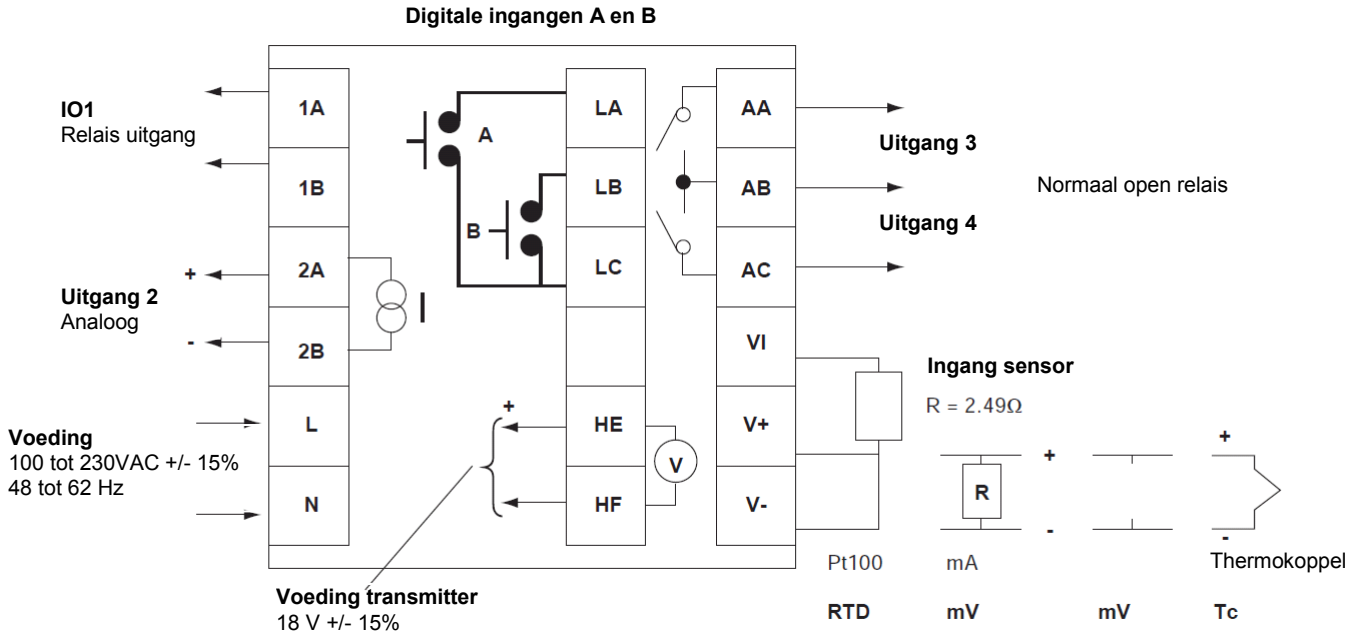 Digitale ingangen A en B
IO1
Relais uitgang
1A
1B
Uitgang 2
Analoog
+
-
2A
2B
I
Voeding
100 tot 230VAC +/- 15%
48 tot 62 Hz
L
N
A
B
LA
LB
LC
HE
HF
+
V
Voeding transmitter
18 V +/- 15%
AA
AB
AC
VI
V+
V-
Uitgang 3
Normaal open relais
Uitgang 4
Ingang sensor
R = 2.49Ω
R
+
-
+
-
Pt100
mA
Thermokoppel
RTD
mV
mV
Tc